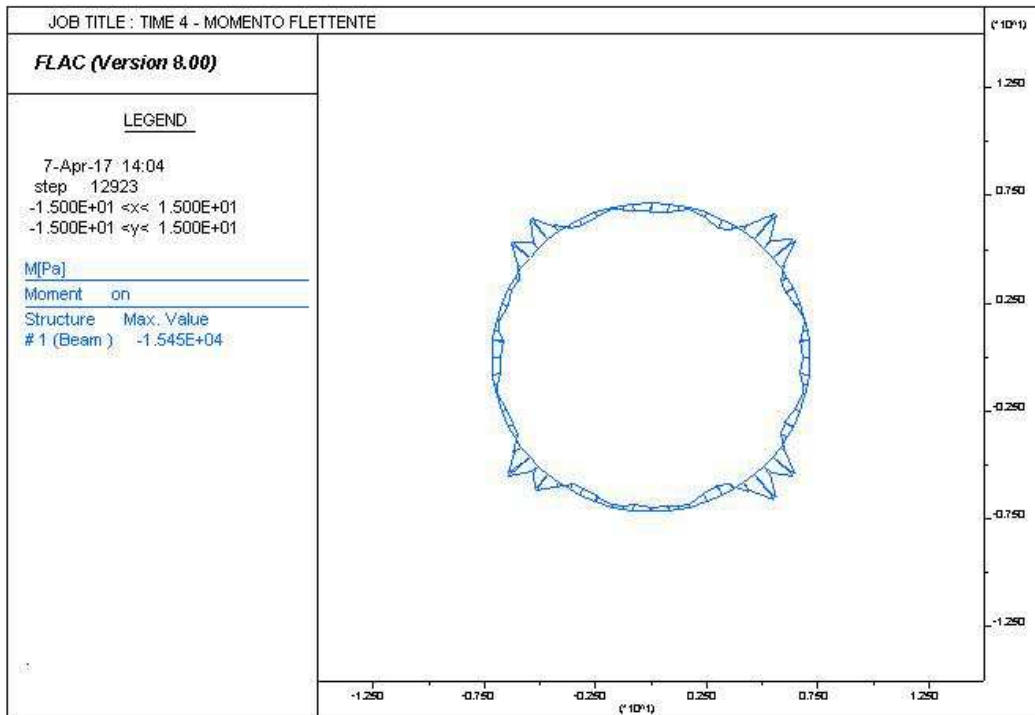 JOB TITLE : TIME 4 - MOMENTO FLETTENTE
FLAC (Version 8.00)
LEGEND
7-Apr-17 14:04
step 12923
-1.500E+01 <x< 1.500E+01
-1.500E+01 <y< 1.500E+01
M[Pa]
Moment on
Structure Max. Value
# 1 (Beam ) -1.545E+04
(*10^1)
1.250
0.750
0.250
-0.250
-0.750
-1.250
-1.250 -0.750 -0.250 0.250 0.750 1.250
(*10^1)